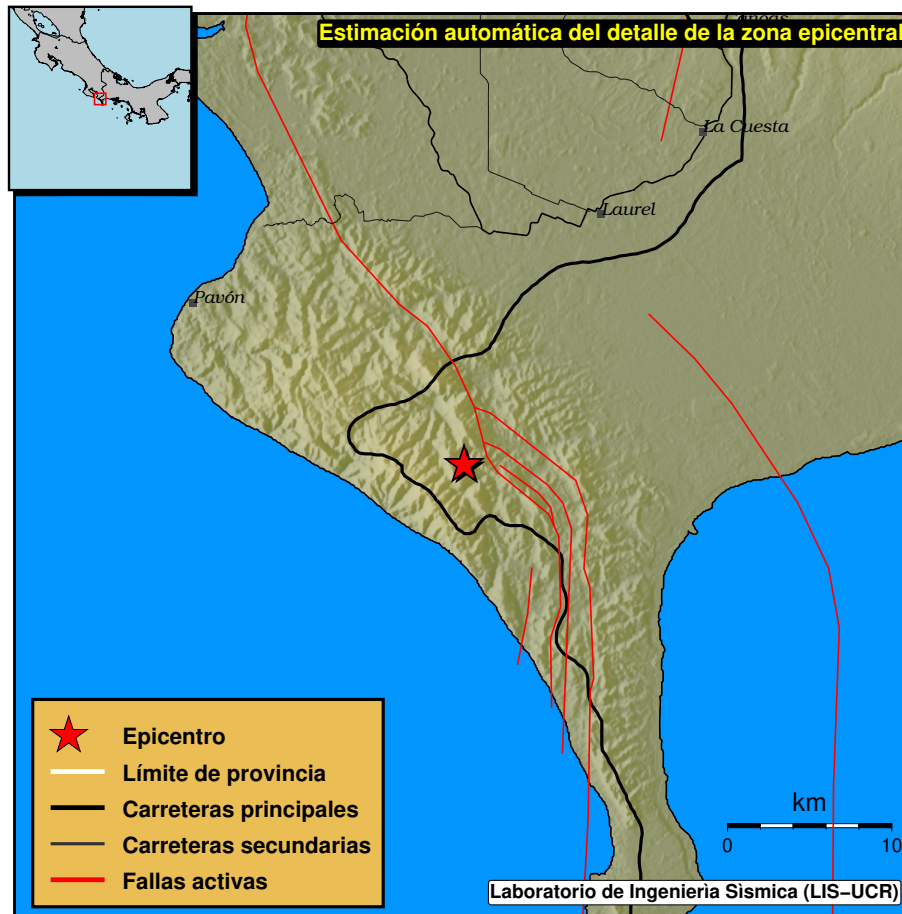 Canoas
Estimación automática del detalle de la zona epicentral
La Cuesta
Laurel
Pavón
Epicentro
Límite de provincia
Carreteras principales
Carreteras secundarias
Fallas activas
km
0 10
Laboratorio de Ingenierìa Sìsmica (LIS–UCR)